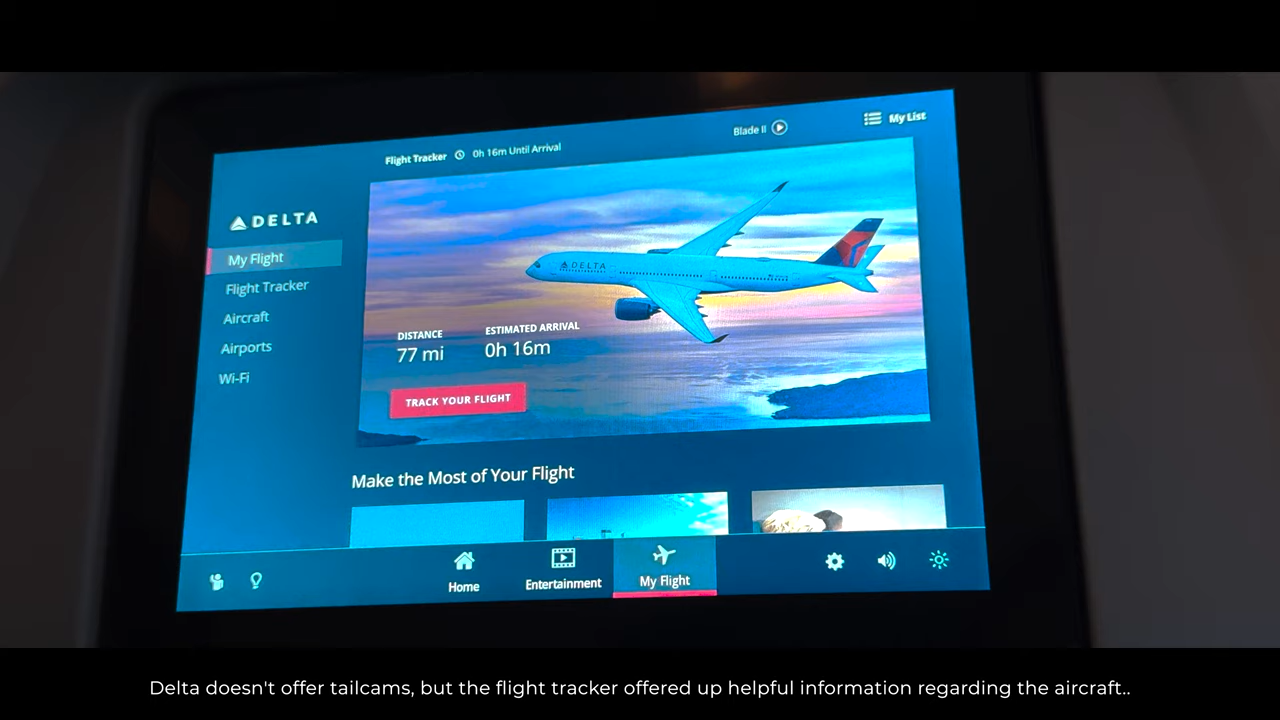 Flight Tracker 0h 16m Until Arrival
Blade II
My List
DELTA
My Flight
Flight Tracker
Aircraft
Airports
Wi-Fi
DELTA
DISTANCE
77 mi
ESTIMATED ARRIVAL
0h 16m
TRACK YOUR FLIGHT
Make the Most of Your Flight
Home
Entertainment
My Flight
Delta doesn't offer tailcams, but the flight tracker offered up helpful information regarding the aircraft..